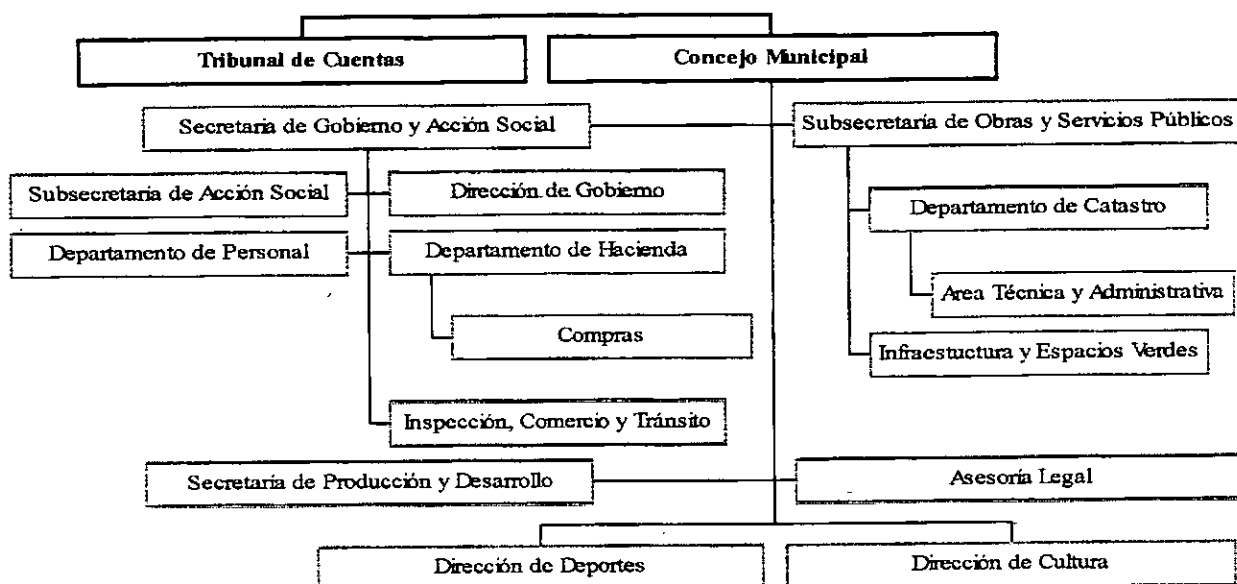 Tribunal de Cuentas
Concejo Municipal
Secretaria de Gobierno y Acción Social
Subsecretaría de Obras y Servicios Públicos
Subsecretaria de Acción Social
Dirección de Gobierno
Departamento de Catastro
Departamento de Personal
Departamento de Hacienda
Area Técnica y Administrativa
Compras
Infraestuctura y Espacios Verdes
Inspección, Comercio y Tránsito
Secretaría de Producción y Desarrollo
Asesoría Legal
Dirección de Deportes
Dirección de Cultura